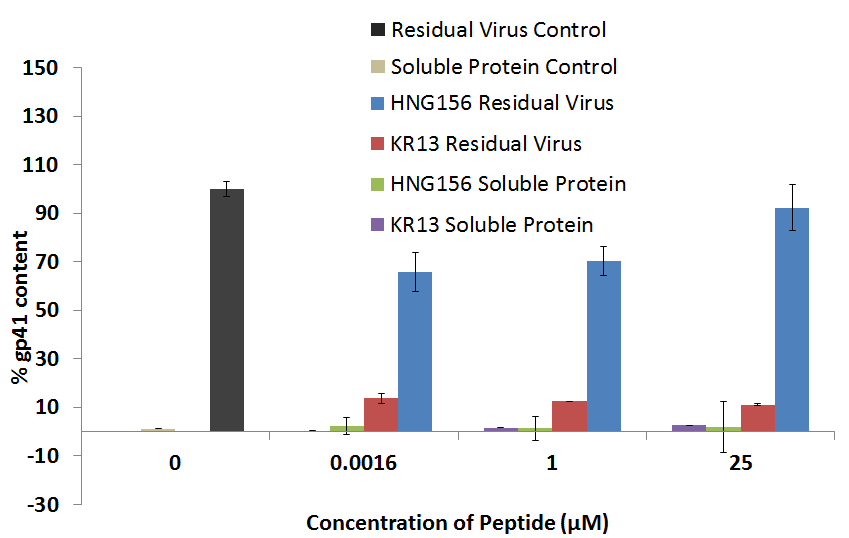 Residual Virus Control
Soluble Protein Control
HNG156 Residual Virus
KR13 Residual Virus
HNG156 Soluble Protein
KR13 Soluble Protein
% gp41 content
150
130
110
90
70
50
30
10
-10
-30
0 0.0016 1 25
Concentration of Peptide (µM)